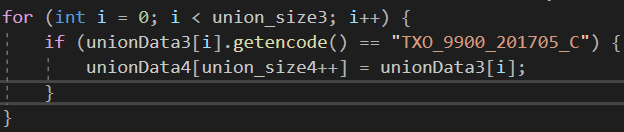 for (int i = 0; i < union_size3; i++) {
if (unionData3[i].getencode() == "TXO_9900_201705_C") {
unionData4[union_size4++] = unionData3[i];
}
}